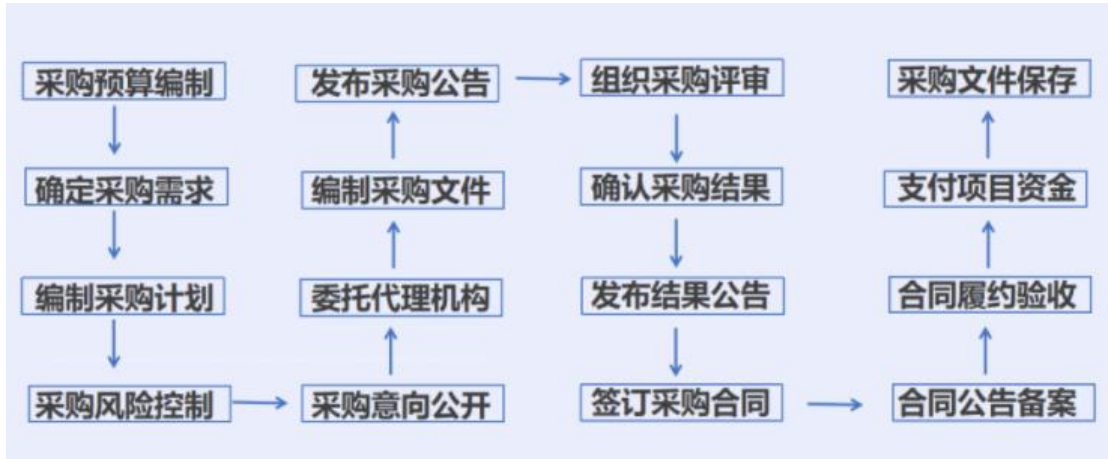 采购预算编制
确定采购需求
编制采购计划
采购风险控制
采购意向公开
委托代理机构
编制采购文件
发布采购公告
组织采购评审
确认采购结果
发布结果公告
签订采购合同
合同公告备案
合同履约验收
支付项目资金
采购文件保存